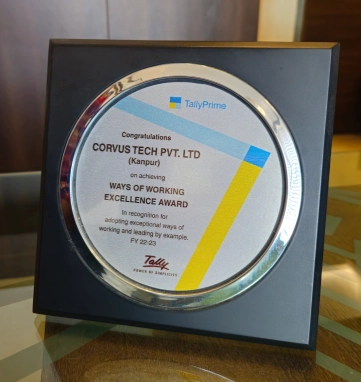 TallyPrime
Congratulations
CORVUS TECH PVT. LTD
(Kanpur)
on achieving
WAYS OF WORKING
EXCELLENCE AWARD
In recognition for
adopting exceptional ways of
working and leading by example.
FY 22-23
Tally
POWER OF SIMPLICITY